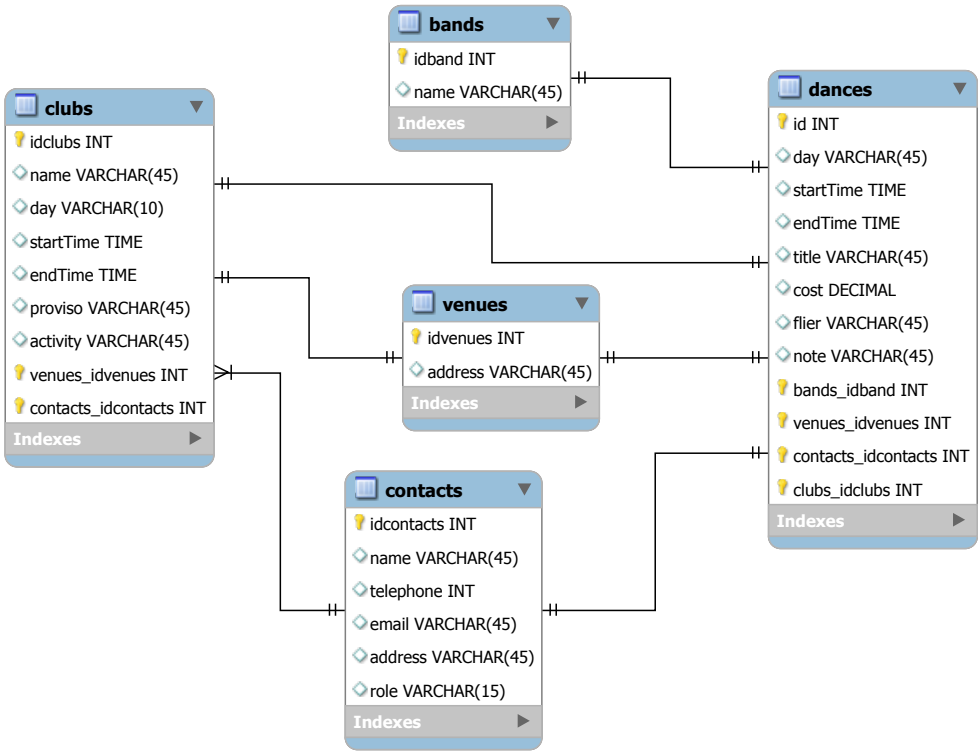 bands
idband INT
name VARCHAR(45)
Indexes
clubs
idclubs INT
name VARCHAR(45)
day VARCHAR(10)
startTime TIME
endTime TIME
proviso VARCHAR(45)
activity VARCHAR(45)
venues_idvenues INT
contacts_idcontacts INT
Indexes
venues
idvenues INT
address VARCHAR(45)
Indexes
contacts
idcontacts INT
name VARCHAR(45)
telephone INT
email VARCHAR(45)
address VARCHAR(45)
role VARCHAR(15)
Indexes
dances
id INT
day VARCHAR(45)
startTime TIME
endTime TIME
title VARCHAR(45)
cost DECIMAL
flier VARCHAR(45)
note VARCHAR(45)
bands_idband INT
venues_idvenues INT
contacts_idcontacts INT
clubs_idclubs INT
Indexes